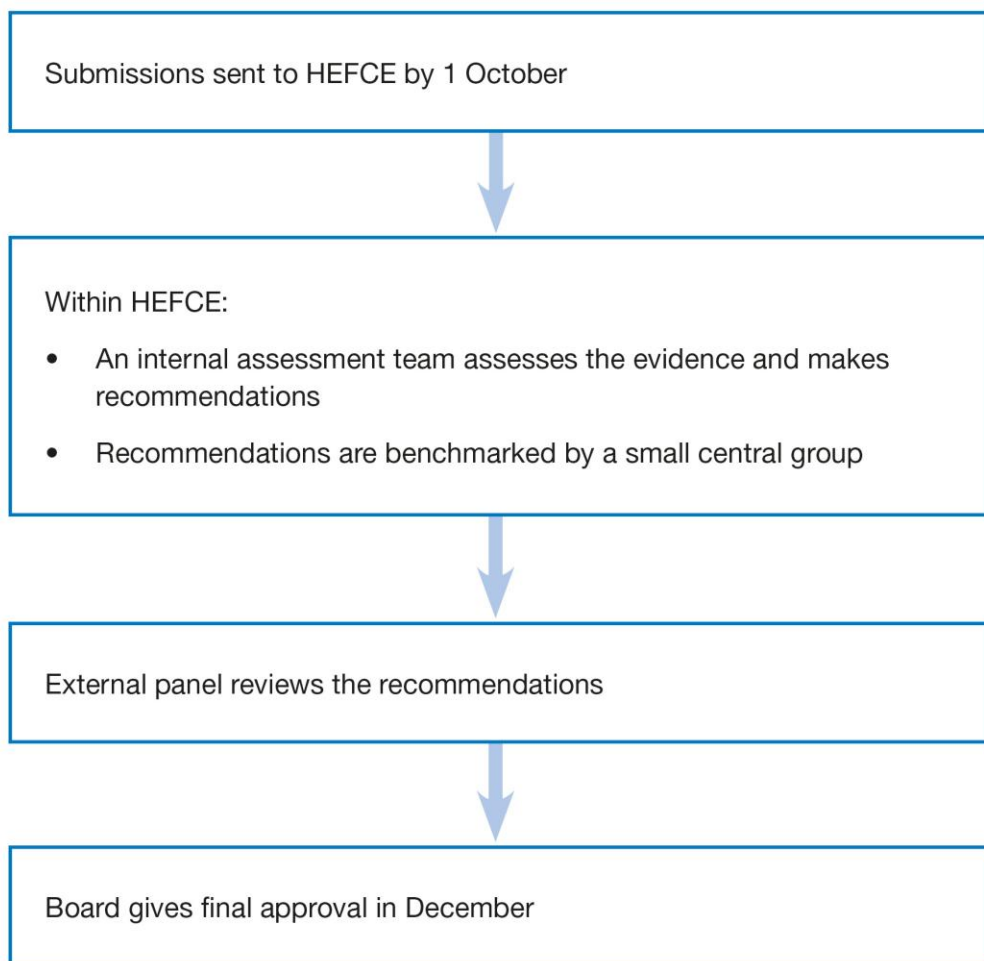 Submissions sent to HEFCE by 1 October
Within HEFCE:
• An internal assessment team assesses the evidence and makes
recommendations
• Recommendations are benchmarked by a small central group
External panel reviews the recommendations
Board gives final approval in December